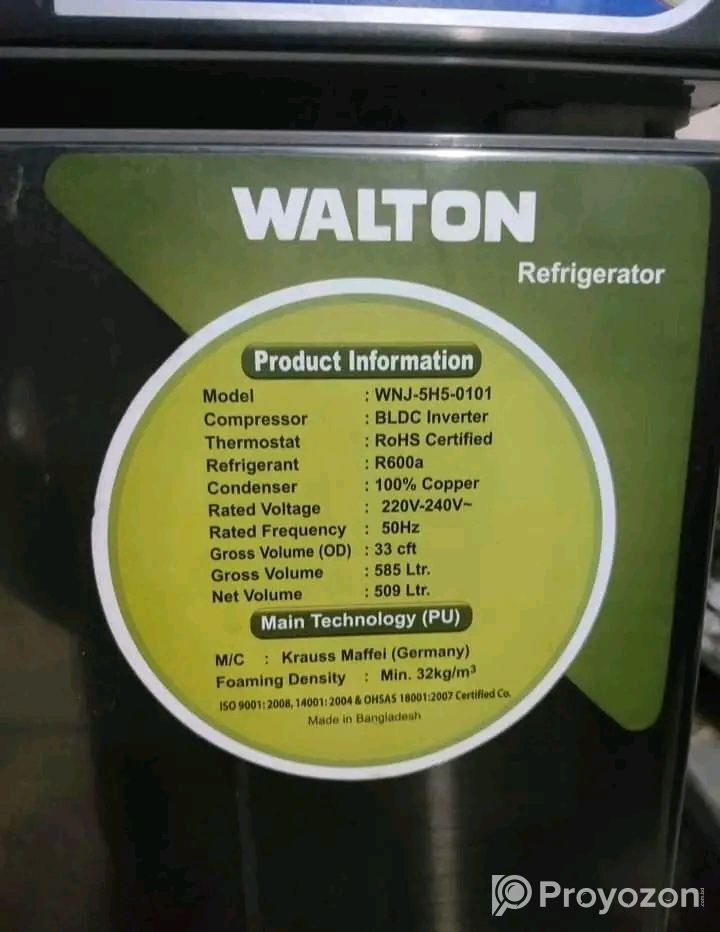 WALTON
Refrigerator
Product Information
Model : WNJ-5H5-0101
Compressor : BLDC Inverter
Thermostat : RoHS Certified
Refrigerant : R600a
Condenser : 100% Copper
Rated Voltage : 220V-240V~
Rated Frequency : 50Hz
Gross Volume (OD) : 33 cft
Gross Volume : 585 Ltr.
Net Volume : 509 Ltr.
Main Technology (PU)
M/C : Krauss Maffei (Germany)
Foaming Density : Min. 32kg/m³
ISO 9001: 2008, 14001: 2004 & OHSAS 18001:2007 Certified Co.
Made in Bangladesh
Proyozon